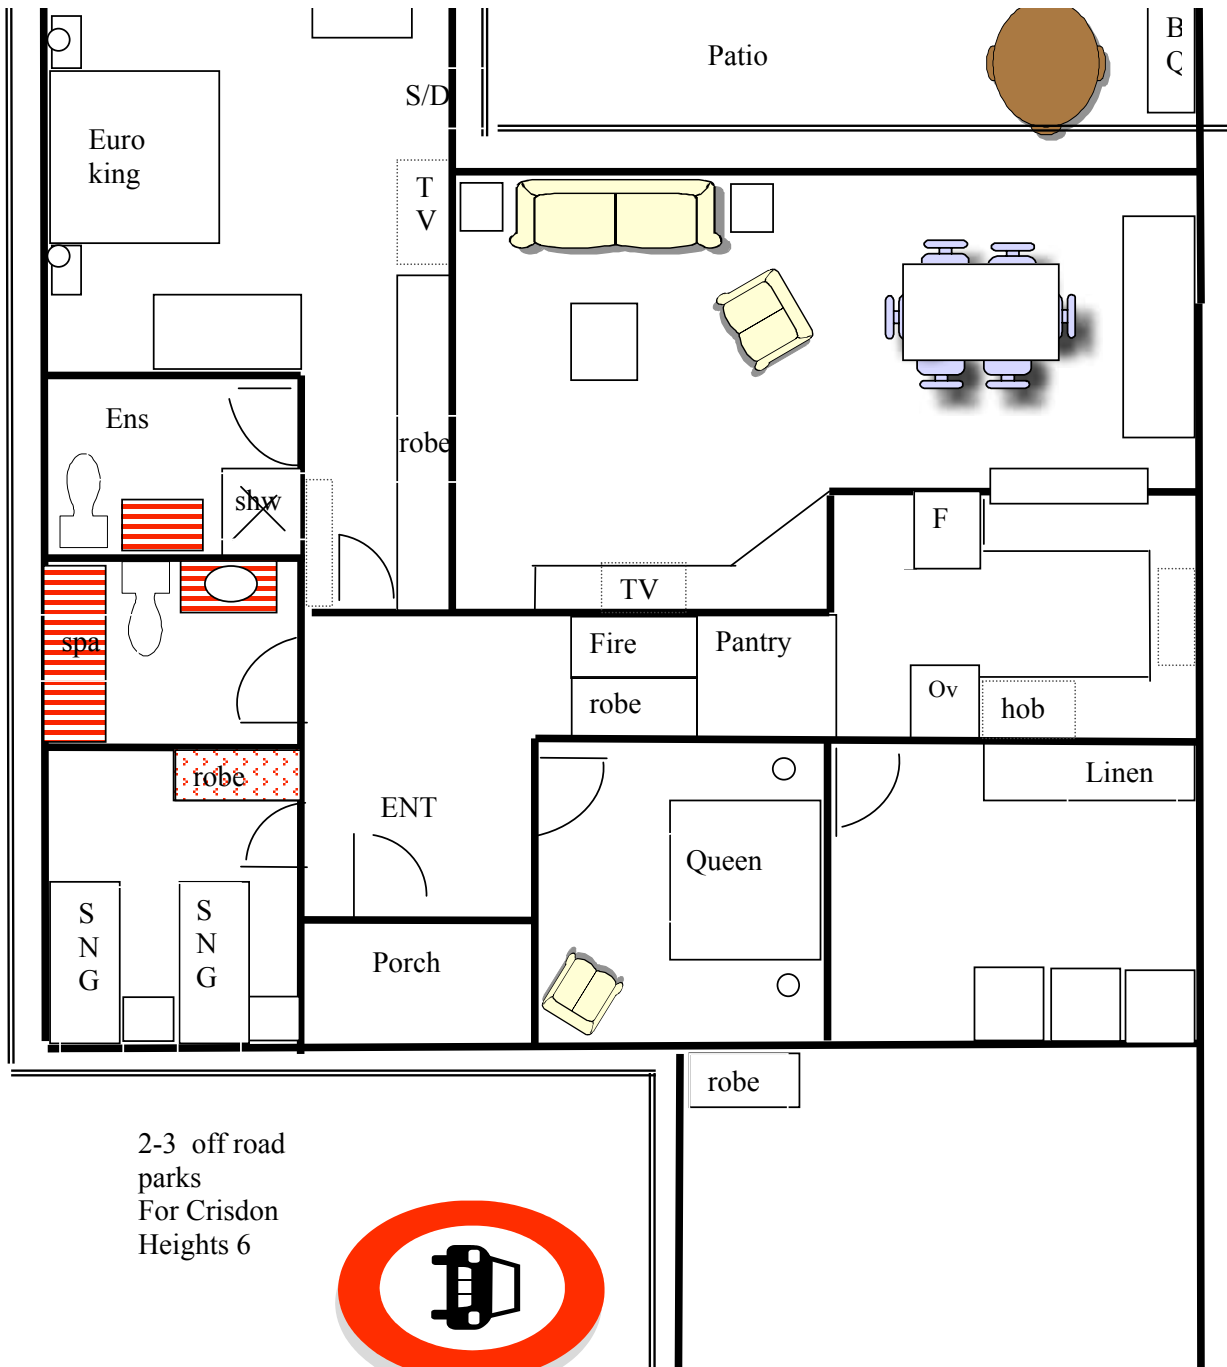 Patio
B
Q
S/D
Euro
king
T
V
Ens
robe
shw
F
TV
spa
Fire
Pantry
robe
Ov
hob
robe
Linen
ENT
Queen
S
N
G
S
N
G
Porch
robe
2-3 off road
parks
For Crisdon
Heights 6